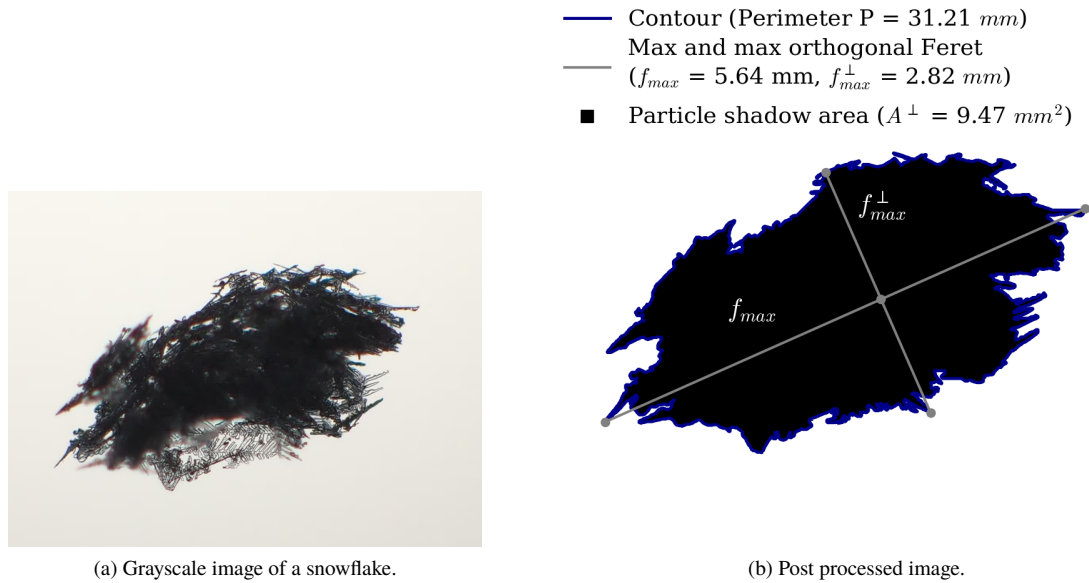 Contour (Perimeter P = 31.21 mm)
Max and max orthogonal Feret
(f_max = 5.64 mm, f^⊥_max = 2.82 mm)
Particle shadow area (A^⊥ = 9.47 mm²)
f^⊥_max
f_max
(a) Grayscale image of a snowflake.
(b) Post processed image.